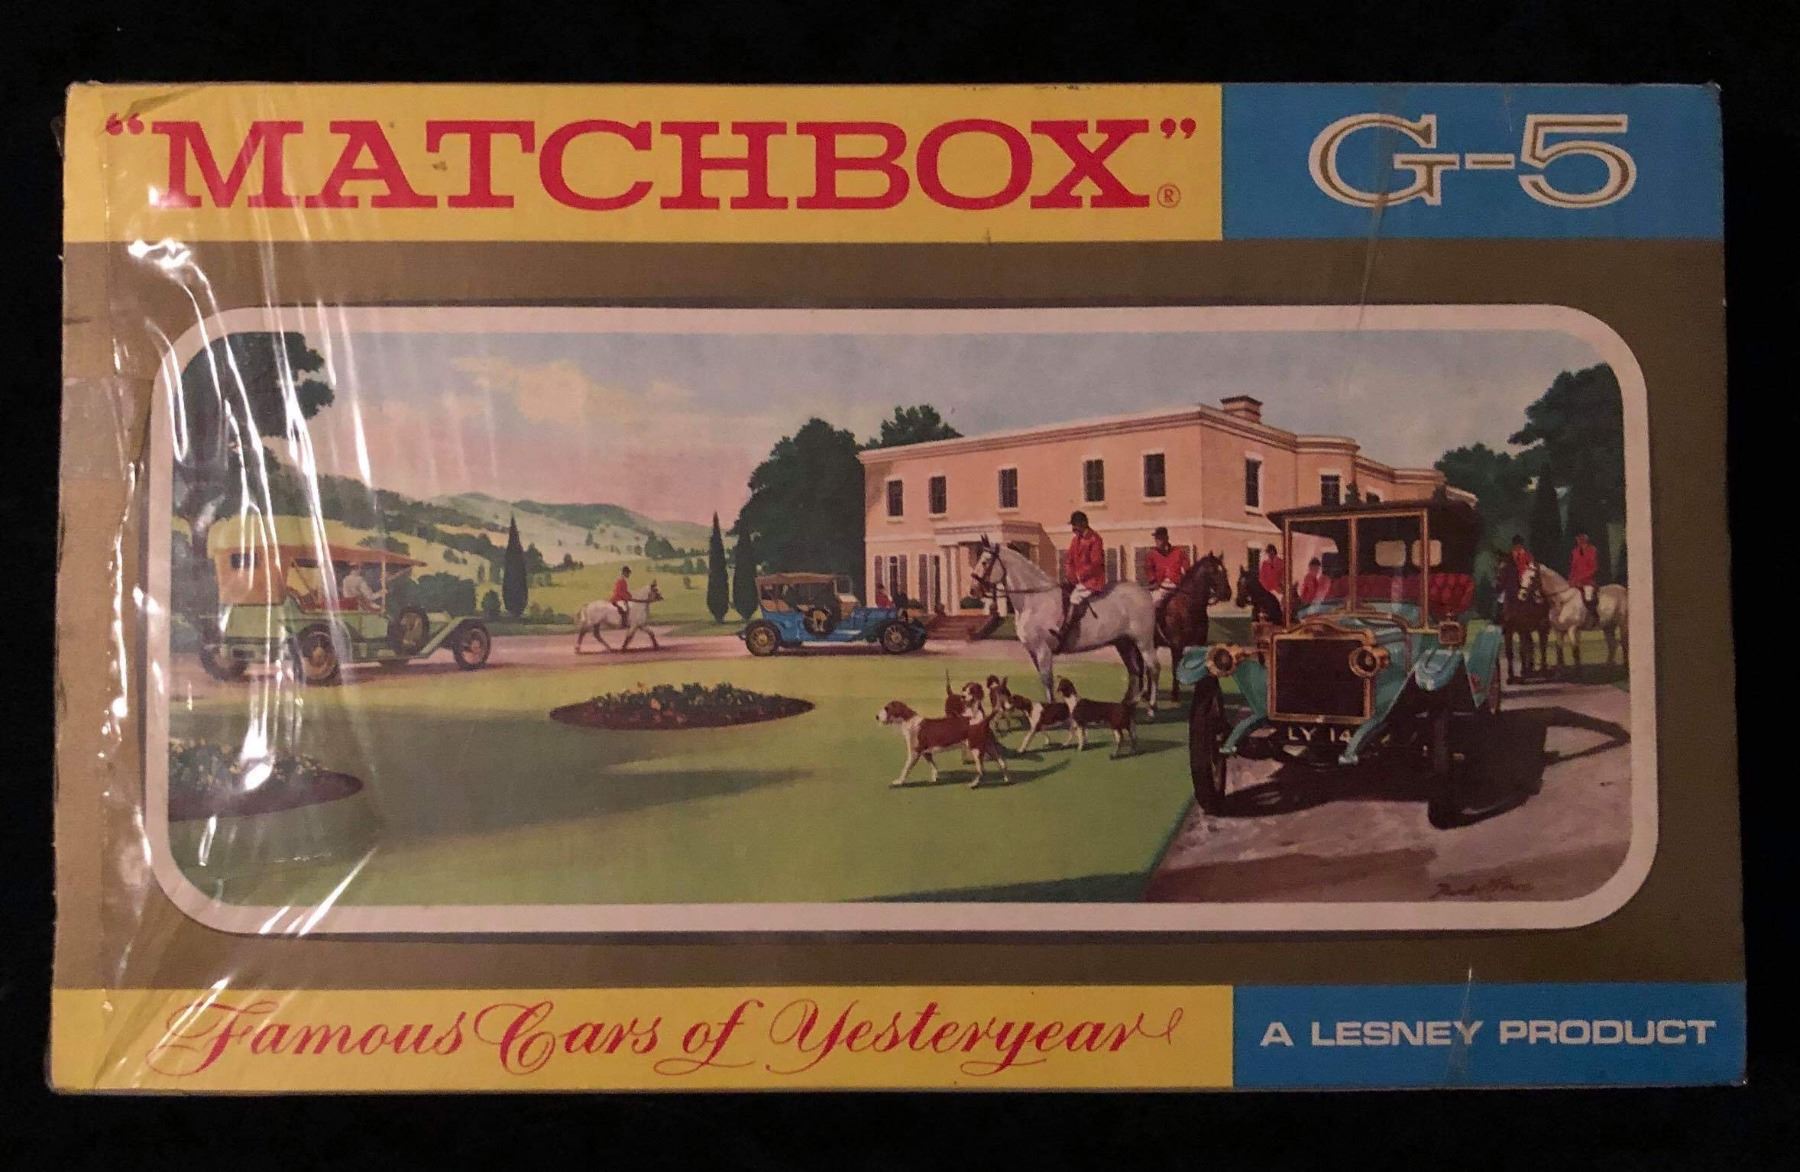 “MATCHBOX”®
G-5
LY 14
Famous Cars of Yesteryear
A LESNEY PRODUCT